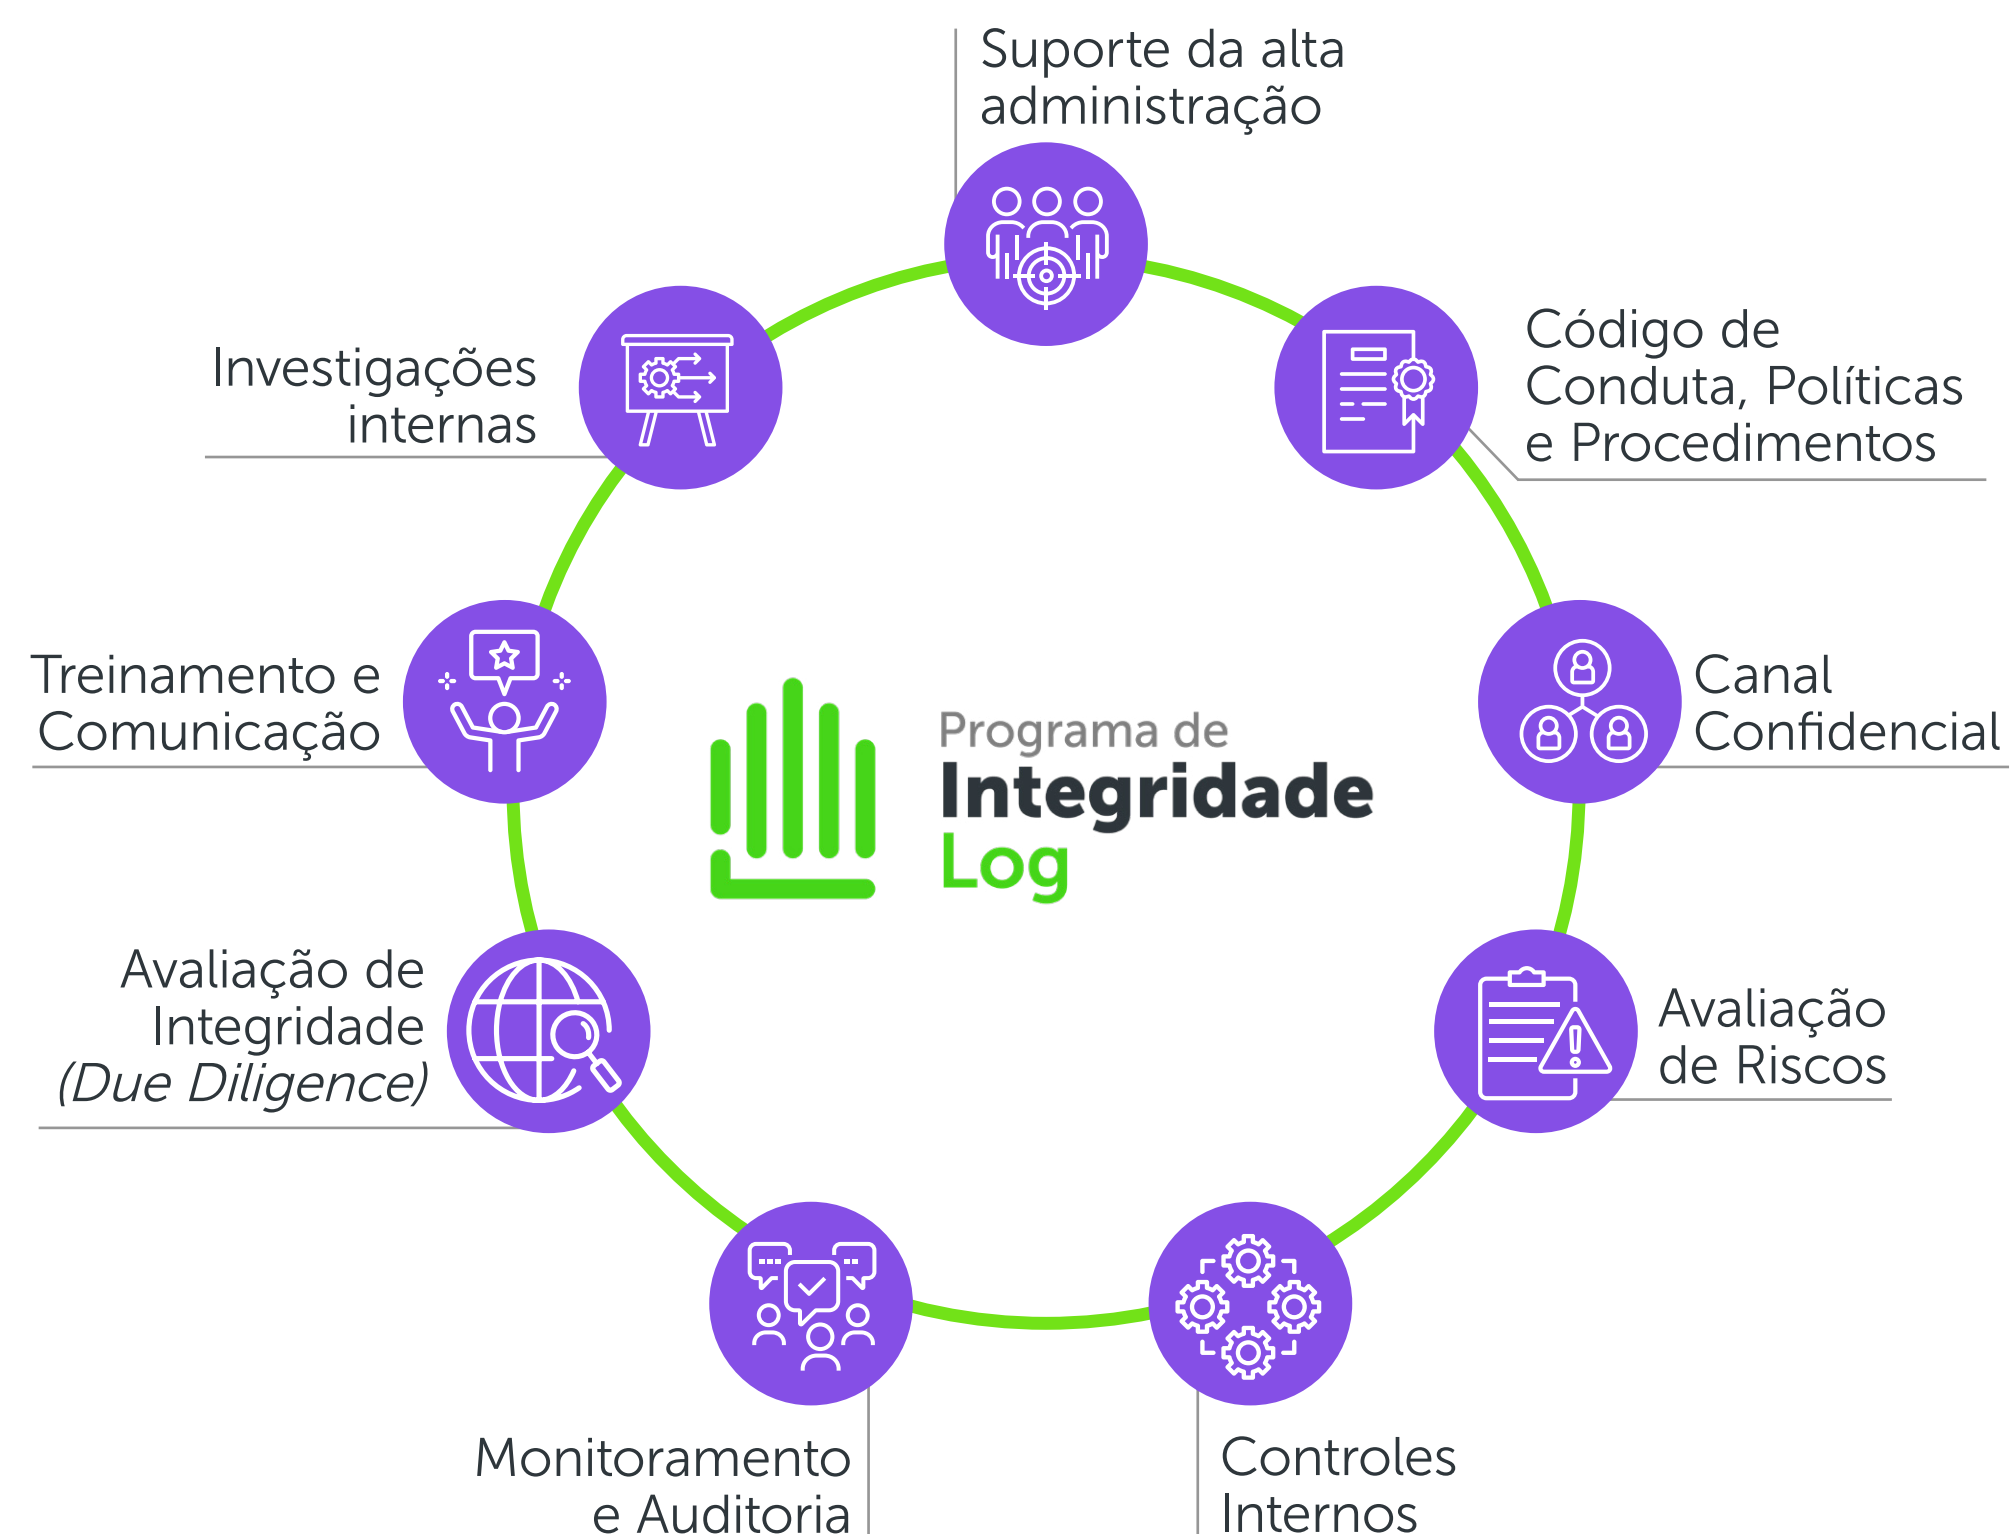 Suporte da alta
administração
Código de
Conduta, Políticas
e Procedimentos
Canal
Confidencial
Avaliação
de Riscos
Controles
Internos
Monitoramento
e Auditoria
Avaliação de
Integridade
(Due Diligence)
Treinamento e
Comunicação
Investigações
internas
Programa de
Integridade
Log